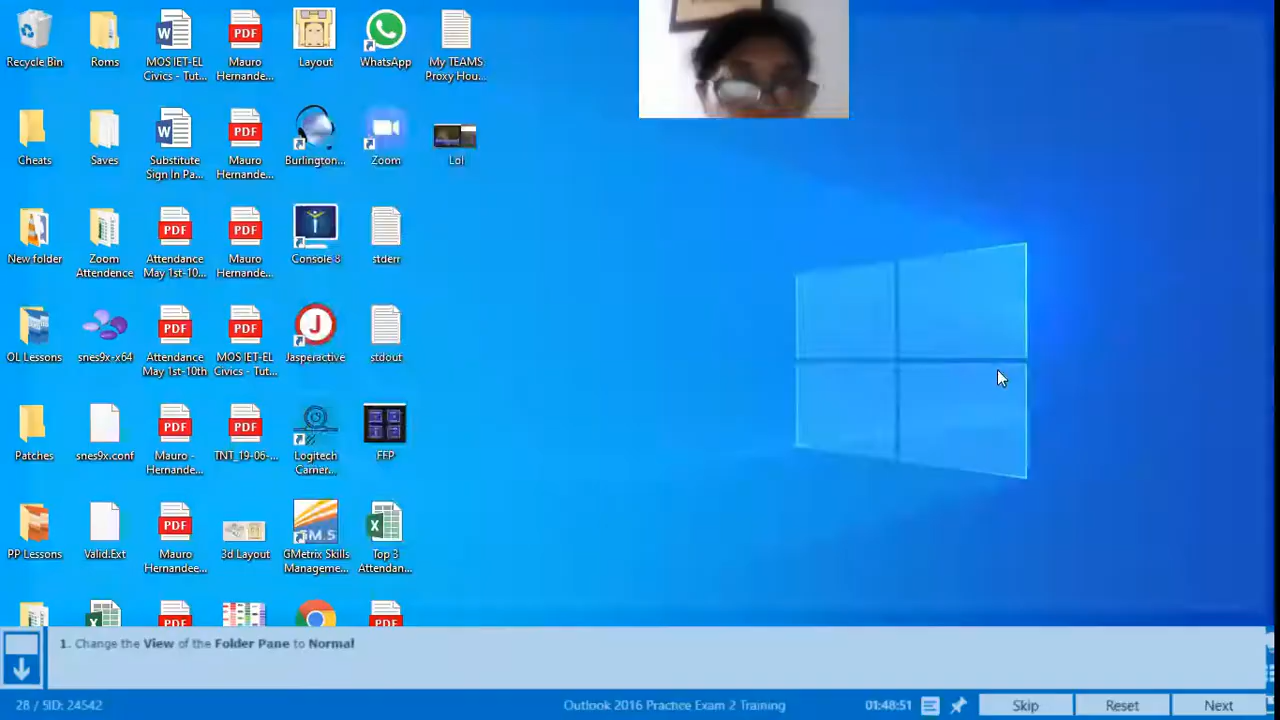 Recycle Bin
Roms
MOS IET-EL
Civics - Tut...
PDF
Mauro
Hernande...
Layout
WhatsApp
My TEAMS
Proxy Hou...
Cheats
Saves
Substitute
Sign In Pa...
PDF
Mauro
Hernande...
Burlington...
Zoom
Lol
New folder
Zoom
Attendence
PDF
Attendance
May 1st-10...
PDF
Mauro
Hernande...
Console 8
stderr
OL Lessons
snes9x-x64
PDF
Attendance
May 1st-10th
PDF
MOS IET-EL
Civics - Tut...
J
Jasperactive
stdout
Patches
snes9x.conf
PDF
Mauro -
Hernande...
PDF
TNT_19-06-...
Logitech
Camer...
FFP
PP Lessons
Valid.Ext
PDF
Mauro
Hernandee...
3d Layout
GM.5
GMetrix Skills
Manageme...
Top 3
Attendan...
PDF
PDF
1. Change the View of the Folder Pane to Normal
28 / SID: 24542
Outlook 2016 Practice Exam 2 Training
01:48:51
Skip
Reset
Next